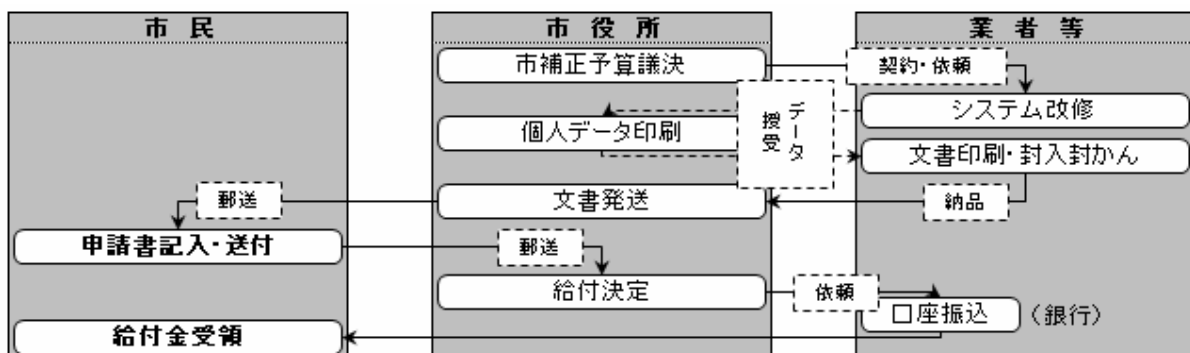 市民
市役所
業者等
市補正予算議決
契約・依頼
システム改修
データ
授受
個人データ印刷
文書印刷・封入封かん
郵送
文書発送
納品
申請書記入・送付
郵送
給付決定
依頼
口座振込
（銀行）
給付金受領